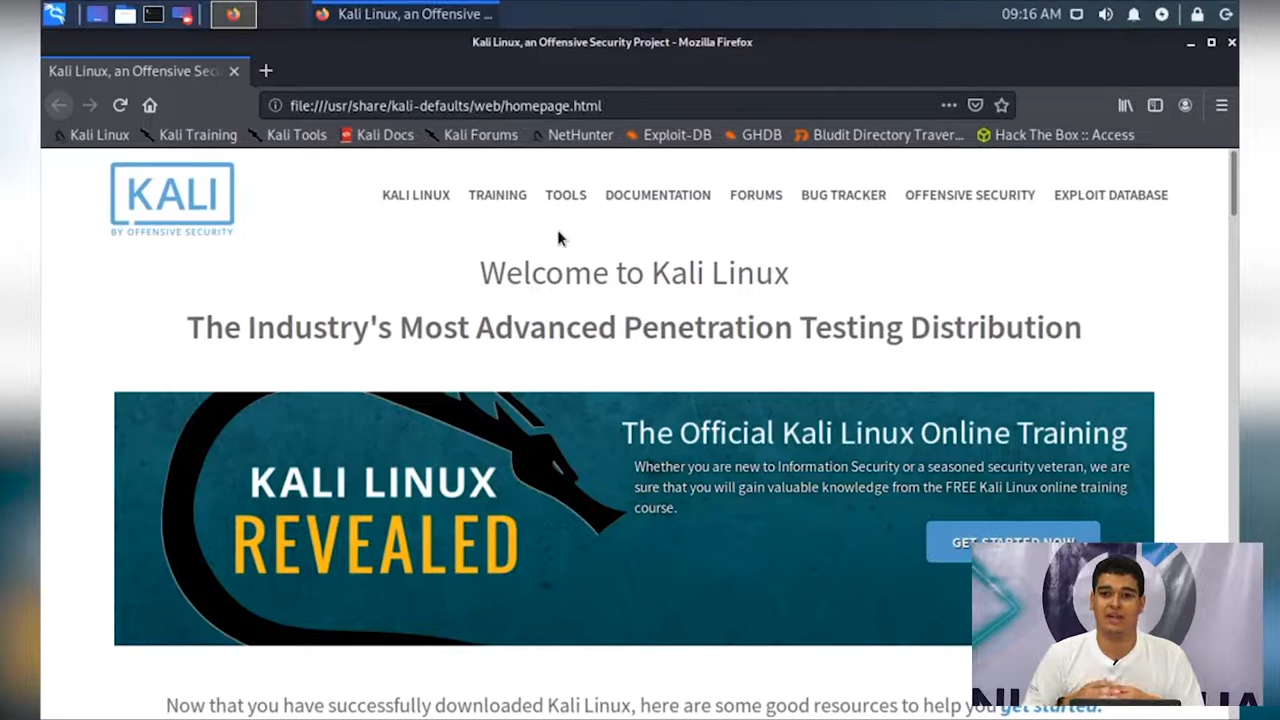 Kali Linux, an Offensive ...
09:16 AM
Kali Linux, an Offensive Security Project - Mozilla Firefox
Kali Linux, an Offensive Sec
file:///usr/share/kali-defaults/web/homepage.html
Kali Linux Kali Training Kali Tools Kali Docs Kali Forums NetHunter Exploit-DB GHDB Bludit Directory Traver... Hack The Box :: Access
KALI
BY OFFENSIVE SECURITY
KALI LINUX TRAINING TOOLS DOCUMENTATION FORUMS BUG TRACKER OFFENSIVE SECURITY EXPLOIT DATABASE
Welcome to Kali Linux
The Industry's Most Advanced Penetration Testing Distribution
KALI LINUX
REVEALED
The Official Kali Linux Online Training
Whether you are new to Information Security or a seasoned security veteran, we are
sure that you will gain valuable knowledge from the FREE Kali Linux online training
course.
GET STARTED NOW
Now that you have successfully downloaded Kali Linux, here are some good resources to help you get started.